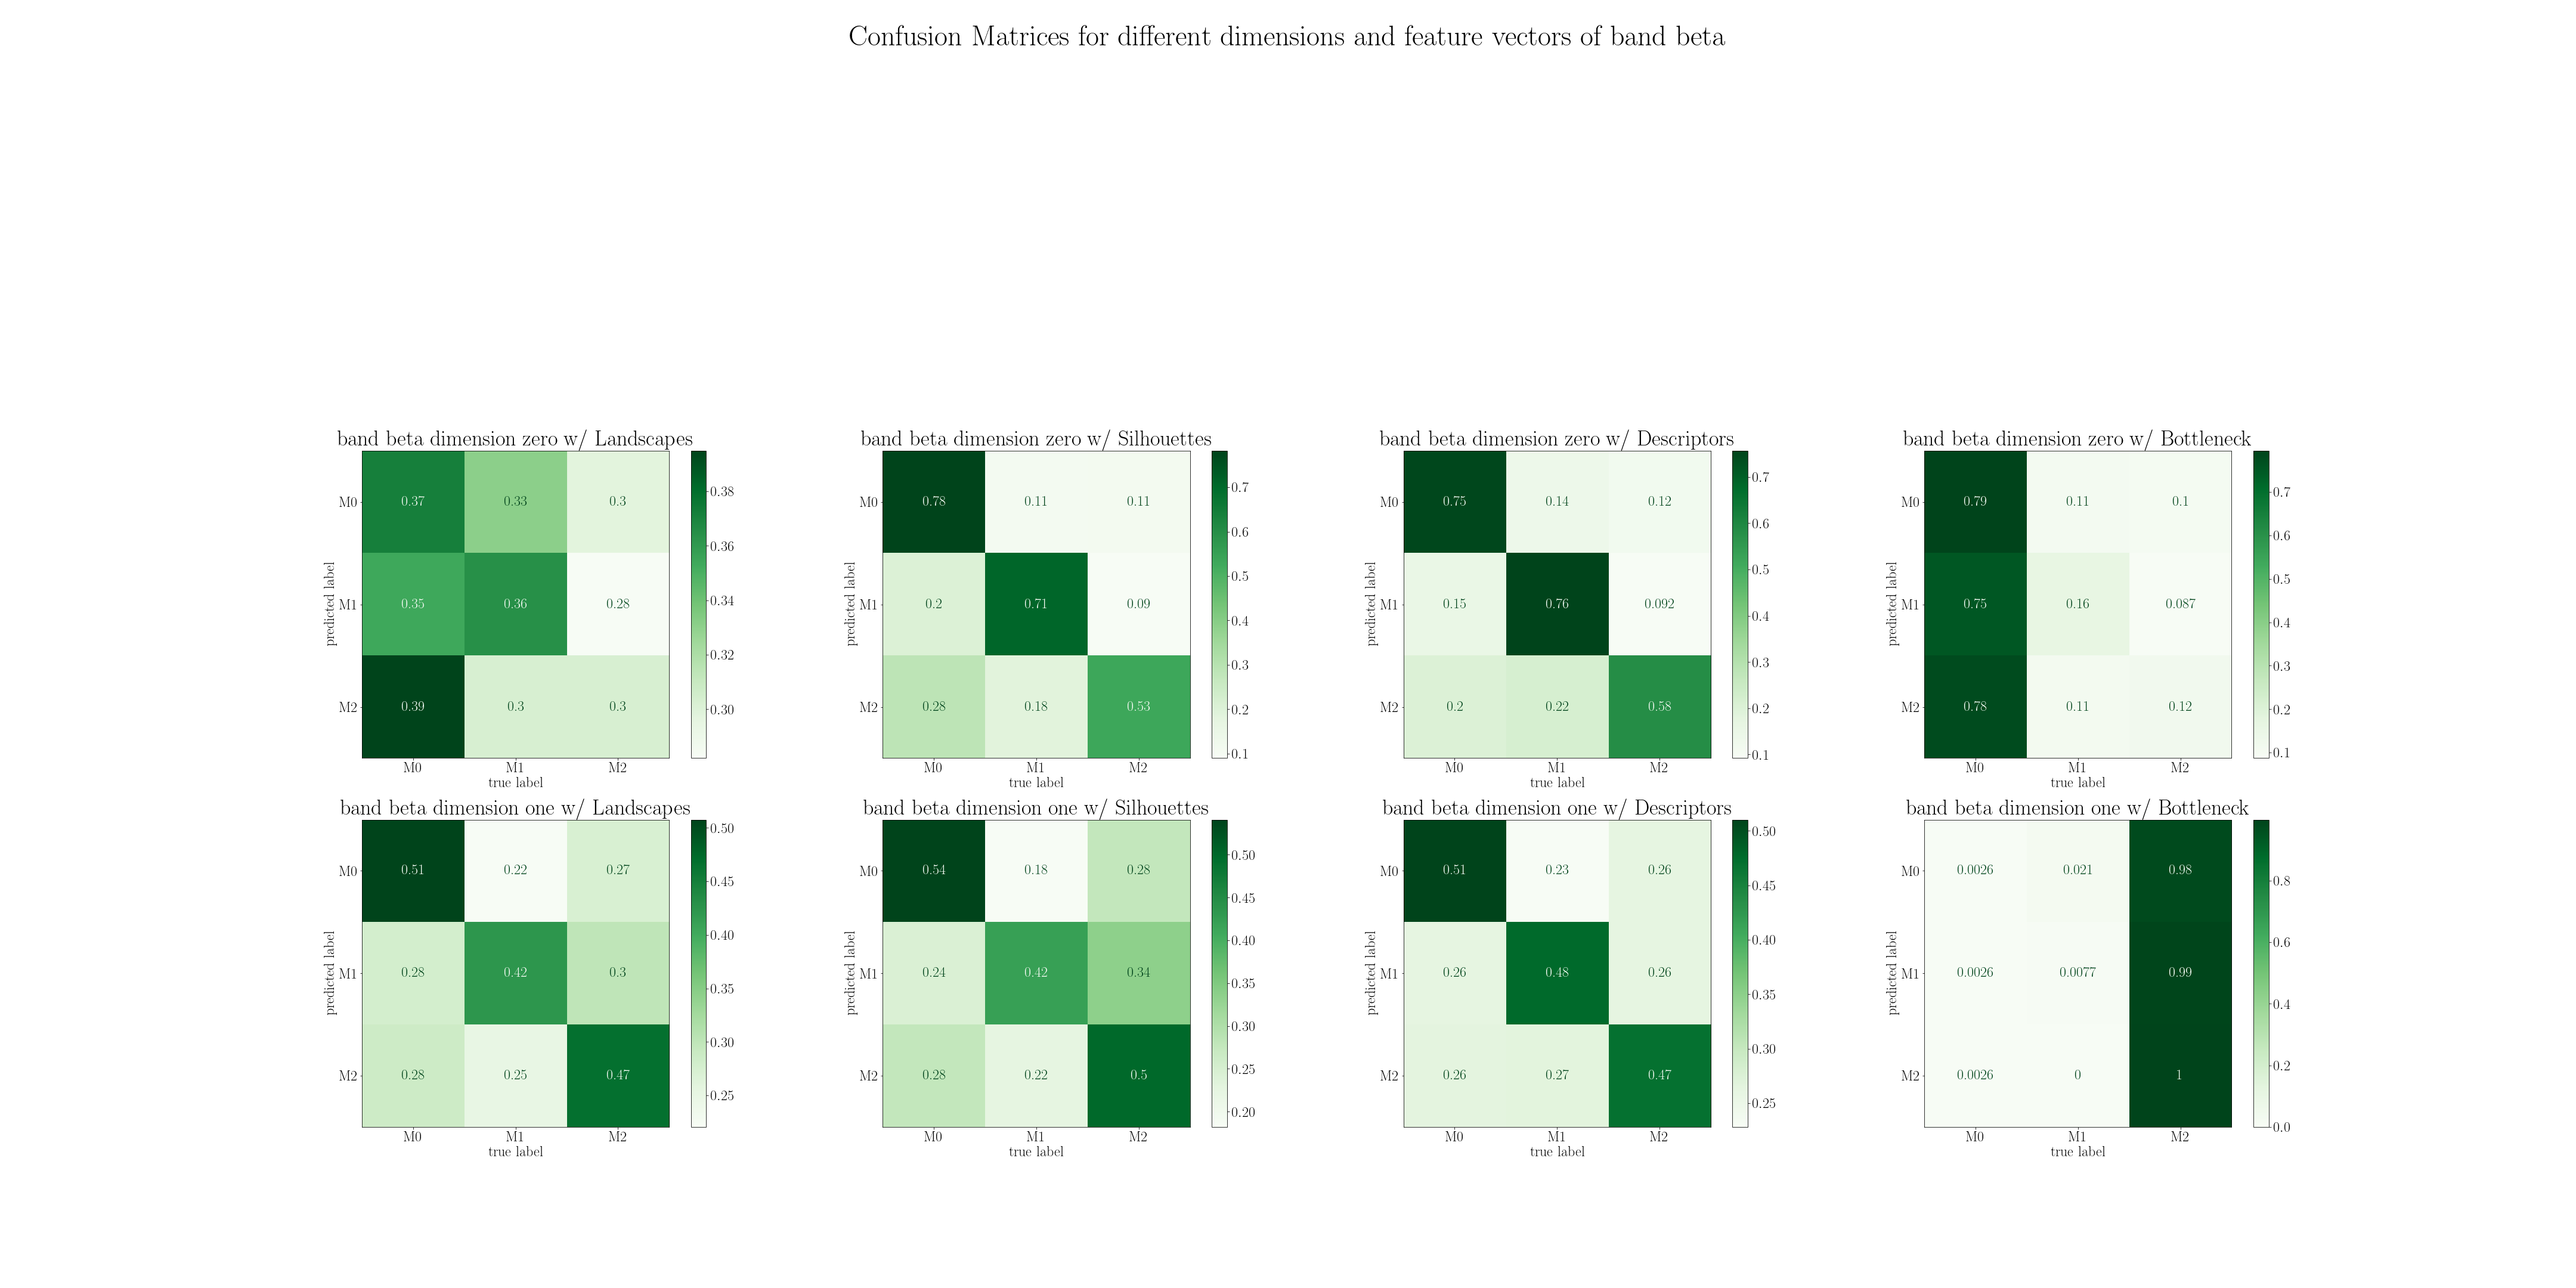 Confusion Matrices for different dimensions and feature vectors of band beta
band beta dimension zero w/ Landscapes
M0 0.37 0.33 0.3
M1 0.35 0.36 0.28
M2 0.39 0.3 0.3
M0 M1 M2
true label
predicted label
0.38
0.36
0.34
0.32
0.30
band beta dimension zero w/ Silhouettes
M0 0.78 0.11 0.11
M1 0.2 0.71 0.09
M2 0.28 0.18 0.53
M0 M1 M2
true label
predicted label
0.7
0.6
0.5
0.4
0.3
0.2
0.1
band beta dimension zero w/ Descriptors
M0 0.75 0.14 0.12
M1 0.15 0.76 0.092
M2 0.2 0.22 0.58
M0 M1 M2
true label
predicted label
0.7
0.6
0.5
0.4
0.3
0.2
0.1
band beta dimension zero w/ Bottleneck
M0 0.79 0.11 0.1
M1 0.75 0.16 0.087
M2 0.78 0.11 0.12
M0 M1 M2
true label
predicted label
0.7
0.6
0.5
0.4
0.3
0.2
0.1
band beta dimension one w/ Landscapes
M0 0.51 0.22 0.27
M1 0.28 0.42 0.3
M2 0.28 0.25 0.47
M0 M1 M2
true label
predicted label
0.50
0.45
0.40
0.35
0.30
0.25
band beta dimension one w/ Silhouettes
M0 0.54 0.18 0.28
M1 0.24 0.42 0.34
M2 0.28 0.22 0.5
M0 M1 M2
true label
predicted label
0.50
0.45
0.40
0.35
0.30
0.25
0.20
band beta dimension one w/ Descriptors
M0 0.51 0.23 0.26
M1 0.26 0.48 0.26
M2 0.26 0.27 0.47
M0 M1 M2
true label
predicted label
0.50
0.45
0.40
0.35
0.30
0.25
band beta dimension one w/ Bottleneck
M0 0.0026 0.021 0.98
M1 0.0026 0.0077 0.99
M2 0.0026 0 1
M0 M1 M2
true label
predicted label
0.8
0.6
0.4
0.2
0.0